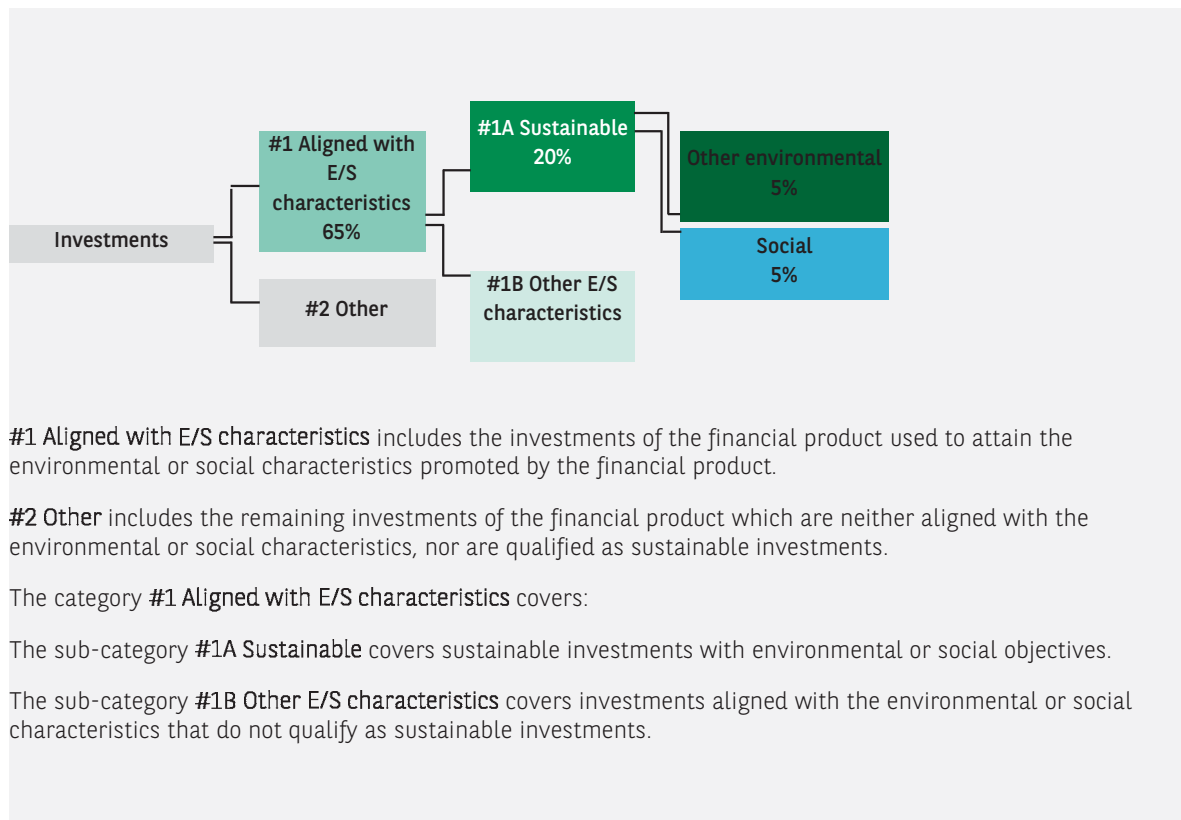 #1A Sustainable
20%
#1 Aligned with
E/S
characteristics
65%
Other environmental
5%
Investments
Social
5%
#2 Other
#1B Other E/S
characteristics
#1 Aligned with E/S characteristics includes the investments of the financial product used to attain the
environmental or social characteristics promoted by the financial product.
#2 Other includes the remaining investments of the financial product which are neither aligned with the
environmental or social characteristics, nor are qualified as sustainable investments.
The category #1 Aligned with E/S characteristics covers:
The sub-category #1A Sustainable covers sustainable investments with environmental or social objectives.
The sub-category #1B Other E/S characteristics covers investments aligned with the environmental or social
characteristics that do not qualify as sustainable investments.